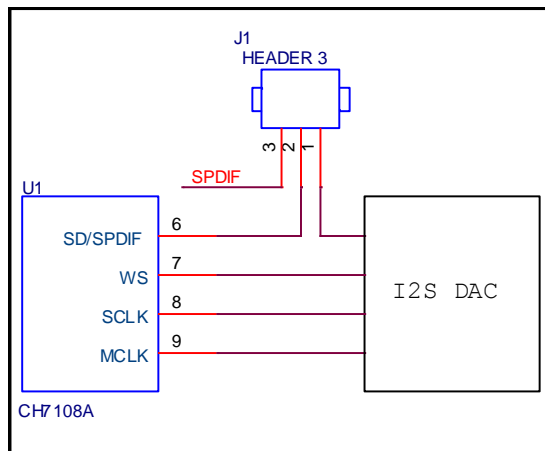 J1
HEADER 3
3
2
1
SPDIF
U1
SD/SPDIF
6
WS
7
SCLK
8
MCLK
9
I2S DAC
CH7108A